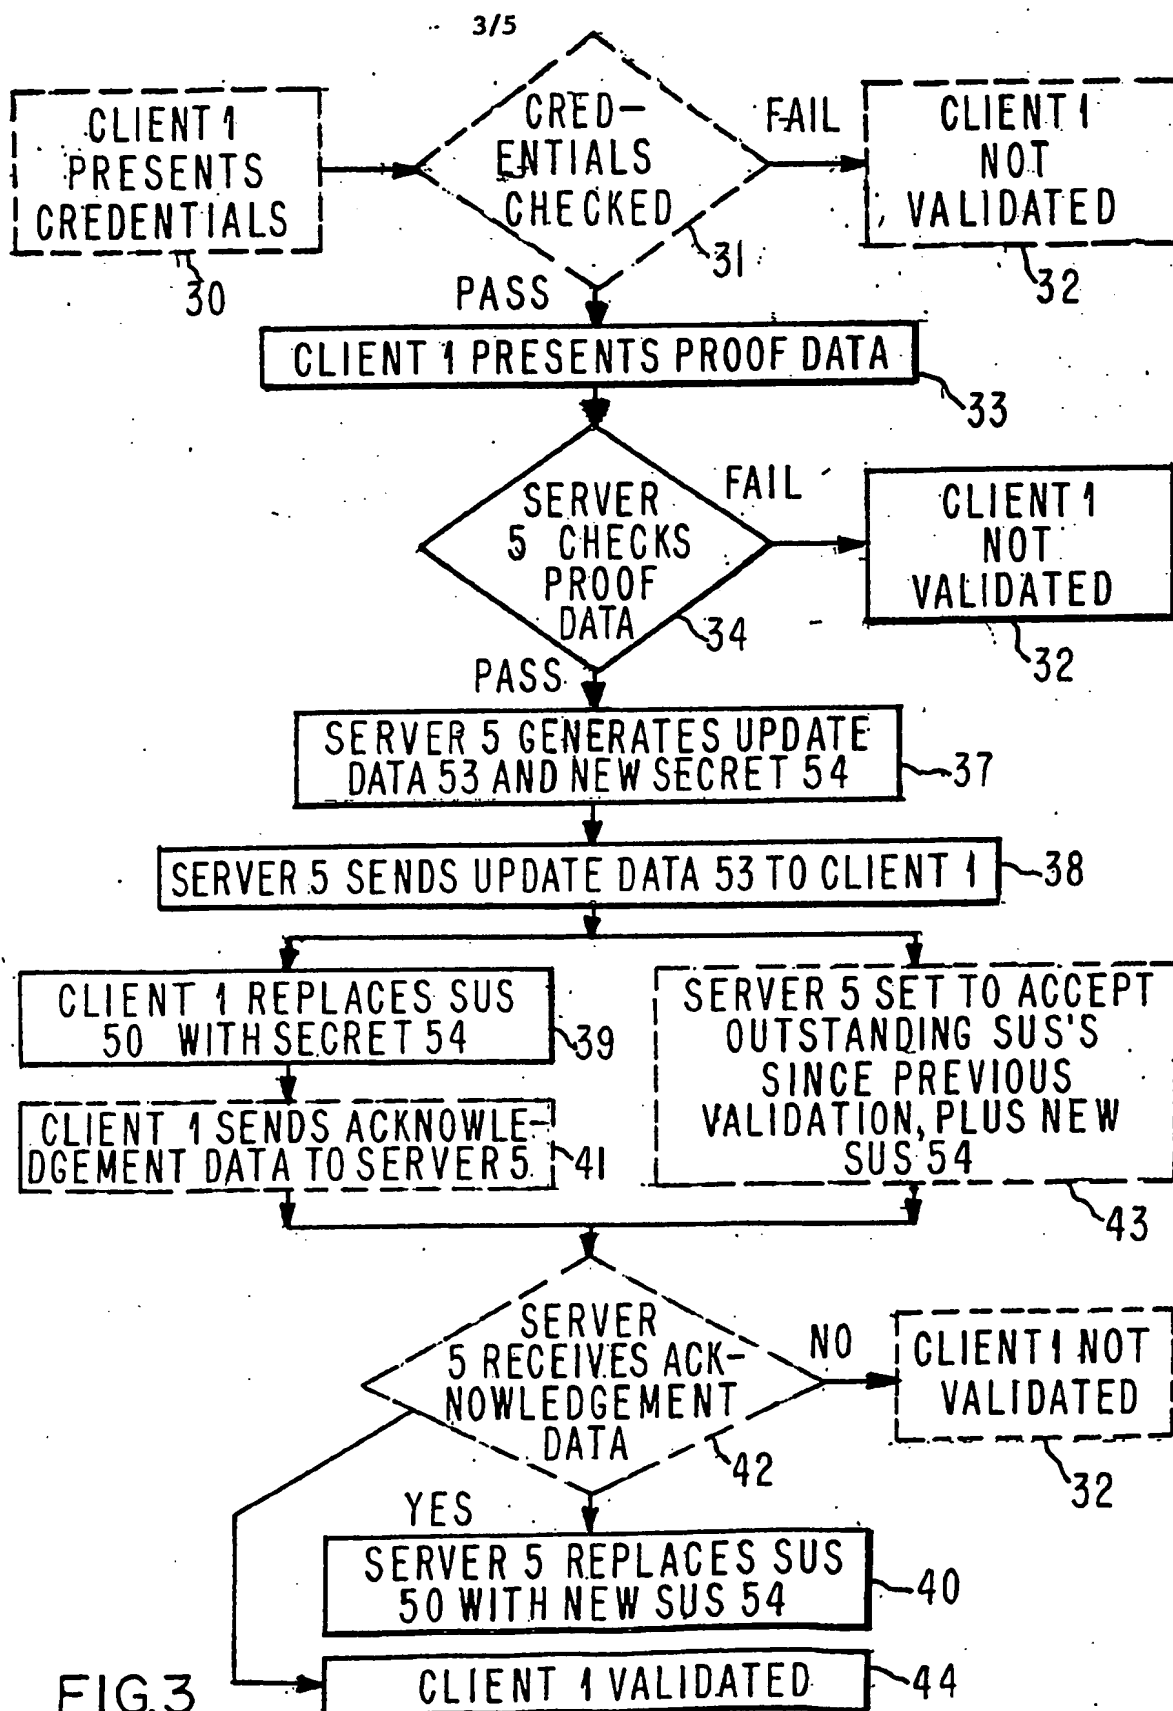 3/5
CLIENT 1
PRESENTS
CREDENTIALS
30
CRED-
ENTIALS
CHECKED
31
FAIL
CLIENT 1
NOT
VALIDATED
32
PASS
CLIENT 1 PRESENTS PROOF DATA
33
SERVER
5 CHECKS
PROOF
DATA
34
FAIL
CLIENT 1
NOT
VALIDATED
32
PASS
SERVER 5 GENERATES UPDATE
DATA 53 AND NEW SECRET 54
37
SERVER 5 SENDS UPDATE DATA 53 TO CLIENT 1
38
CLIENT 1 REPLACES SUS
50 WITH SECRET 54
39
CLIENT 1 SENDS ACKNOWLE-
DGEMENT DATA TO SERVER 5
41
SERVER 5 SET TO ACCEPT
OUTSTANDING SUS'S
SINCE PREVIOUS
VALIDATION, PLUS NEW
SUS 54
43
SERVER
5 RECEIVES ACK-
NOWLEDGEMENT
DATA
42
NO
CLIENT 1 NOT
VALIDATED
32
YES
SERVER 5 REPLACES SUS
50 WITH NEW SUS 54
40
CLIENT 1 VALIDATED
44
FIG.3